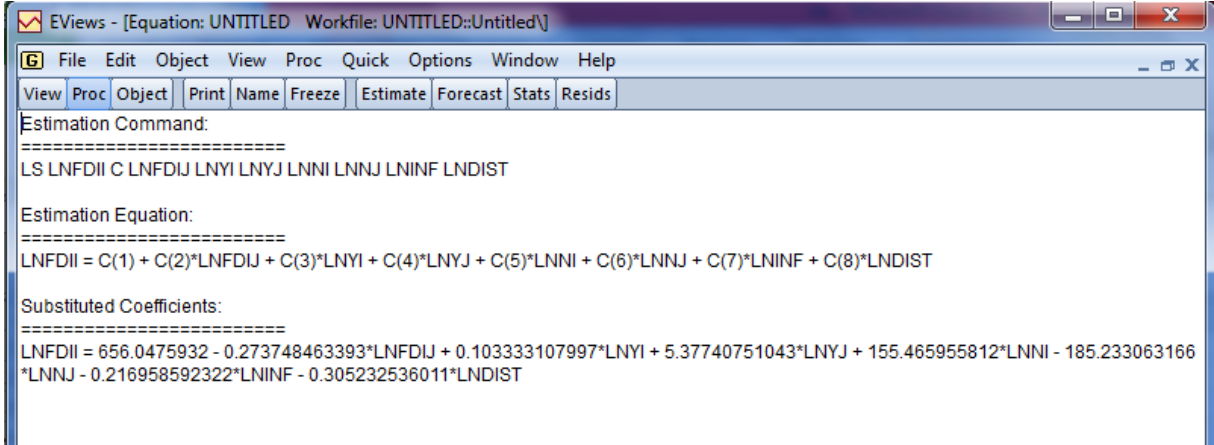 EViews - [Equation: UNTITLED   Workfile: UNTITLED::Untitled\]
G File Edit Object View Proc Quick Options Window Help
View Proc Object Print Name Freeze Estimate Forecast Stats Resids
Estimation Command:
=========================
LS LNFDII C LNFDIJ LNYI LNYJ LNNI LNNJ LNINF LNDIST
Estimation Equation:
=========================
LNFDII = C(1) + C(2)*LNFDIJ + C(3)*LNYI + C(4)*LNYJ + C(5)*LNNI + C(6)*LNNJ + C(7)*LNINF + C(8)*LNDIST
Substituted Coefficients:
=========================
LNFDII = 656.0475932 - 0.273748463393*LNFDIJ + 0.103333107997*LNYI + 5.37740751043*LNYJ + 155.465955812*LNNI - 185.233063166
*LNNJ - 0.216958592322*LNINF - 0.305232536011*LNDIST